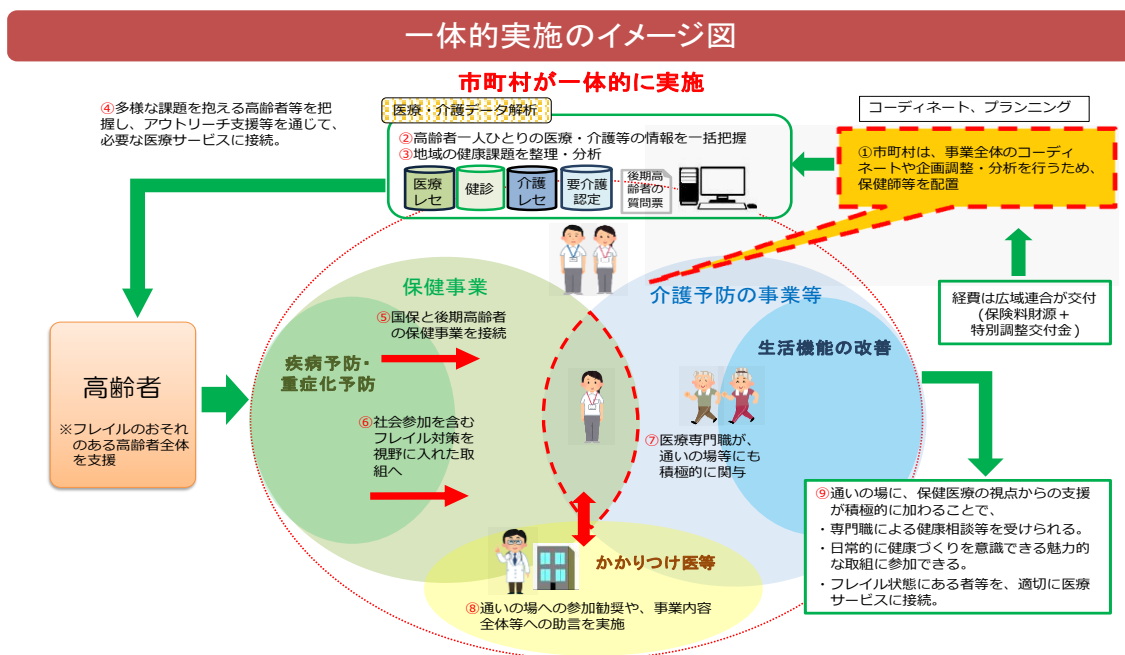 一体的実施のイメージ図
市町村が一体的に実施
④多様な課題を抱える高齢者等を把
握し、アウトリーチ支援等を通じて、
必要な医療サービスに接続。
医療・介護データ解析
②高齢者一人ひとりの医療・介護等の情報を一括把握
③地域の健康課題を整理・分析
医療
レセ
健診
介護
レセ
要介護
認定
後期高
齢者の
質問票
コーディネート、プランニング
①市町村は、事業全体のコーディ
ネートや企画調整・分析を行うため、
保健師等を配置
経費は広域連合が交付
(保険料財源＋
特別調整交付金)
高齢者
※フレイルのおそれ
のある高齢者全体
を支援
保健事業
⑤国保と後期高齢者
の保健事業を接続
疾病予防・
重症化予防
⑥社会参加を含む
フレイル対策を
視野に入れた取
組へ
介護予防の事業等
生活機能の改善
⑦医療専門職が、
通いの場等にも
積極的に関与
かかりつけ医等
⑧通いの場への参加勧奨や、事業内容
全体等への助言を実施
⑨通いの場に、保健医療の視点からの支援
が積極的に加わることで、
・専門職による健康相談等を受けられる。
・日常的に健康づくりを意識できる魅力的
な取組に参加できる。
・フレイル状態にある者等を、適切に医療
サービスに接続。